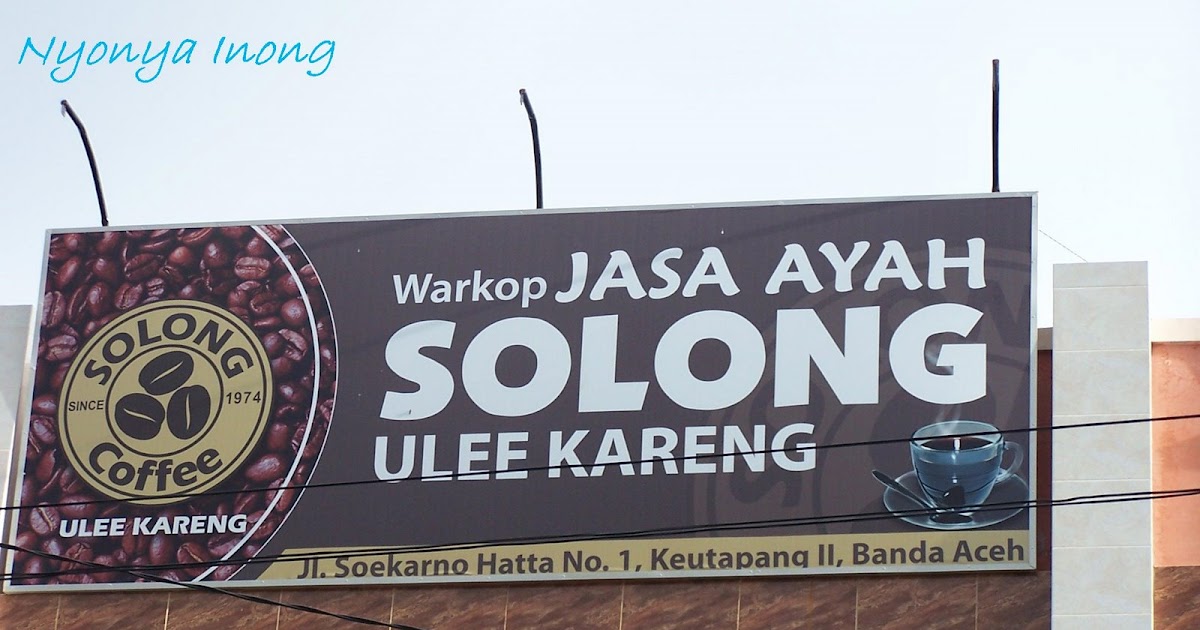 Nyonya Inong
Warkop JASA AYAH
SOLONG
ULEE KARENG
SOLONG
SINCE 1974
Coffee
ULEE KARENG
Jl. Soekarno Hatta No. 1, Keutapang II, Banda Aceh